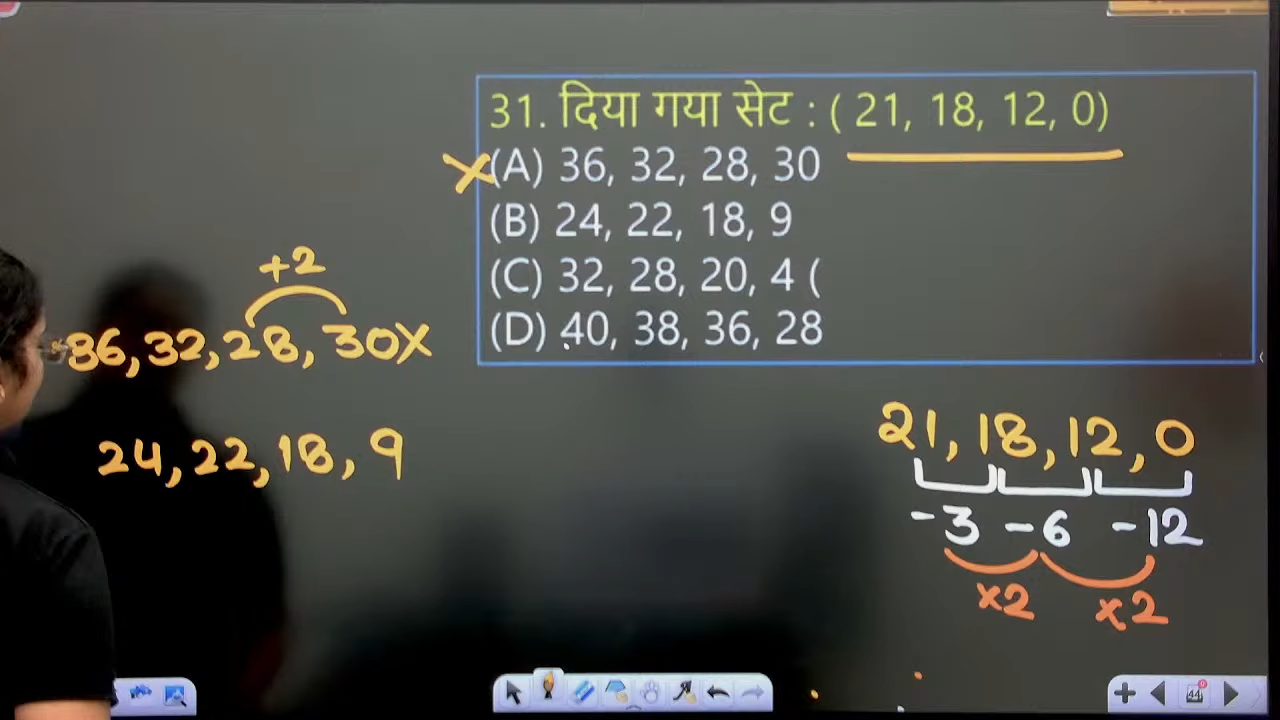 31. दिया गया सेट : ( 21, 18, 12, 0)
(A) 36, 32, 28, 30
(B) 24, 22, 18, 9
(C) 32, 28, 20, 4 (
(D) 40, 38, 36, 28
+2
36, 32, 28, 30X
24, 22, 18, 9
21, 18, 12, 0
-3 -6 -12
x2 x2
44